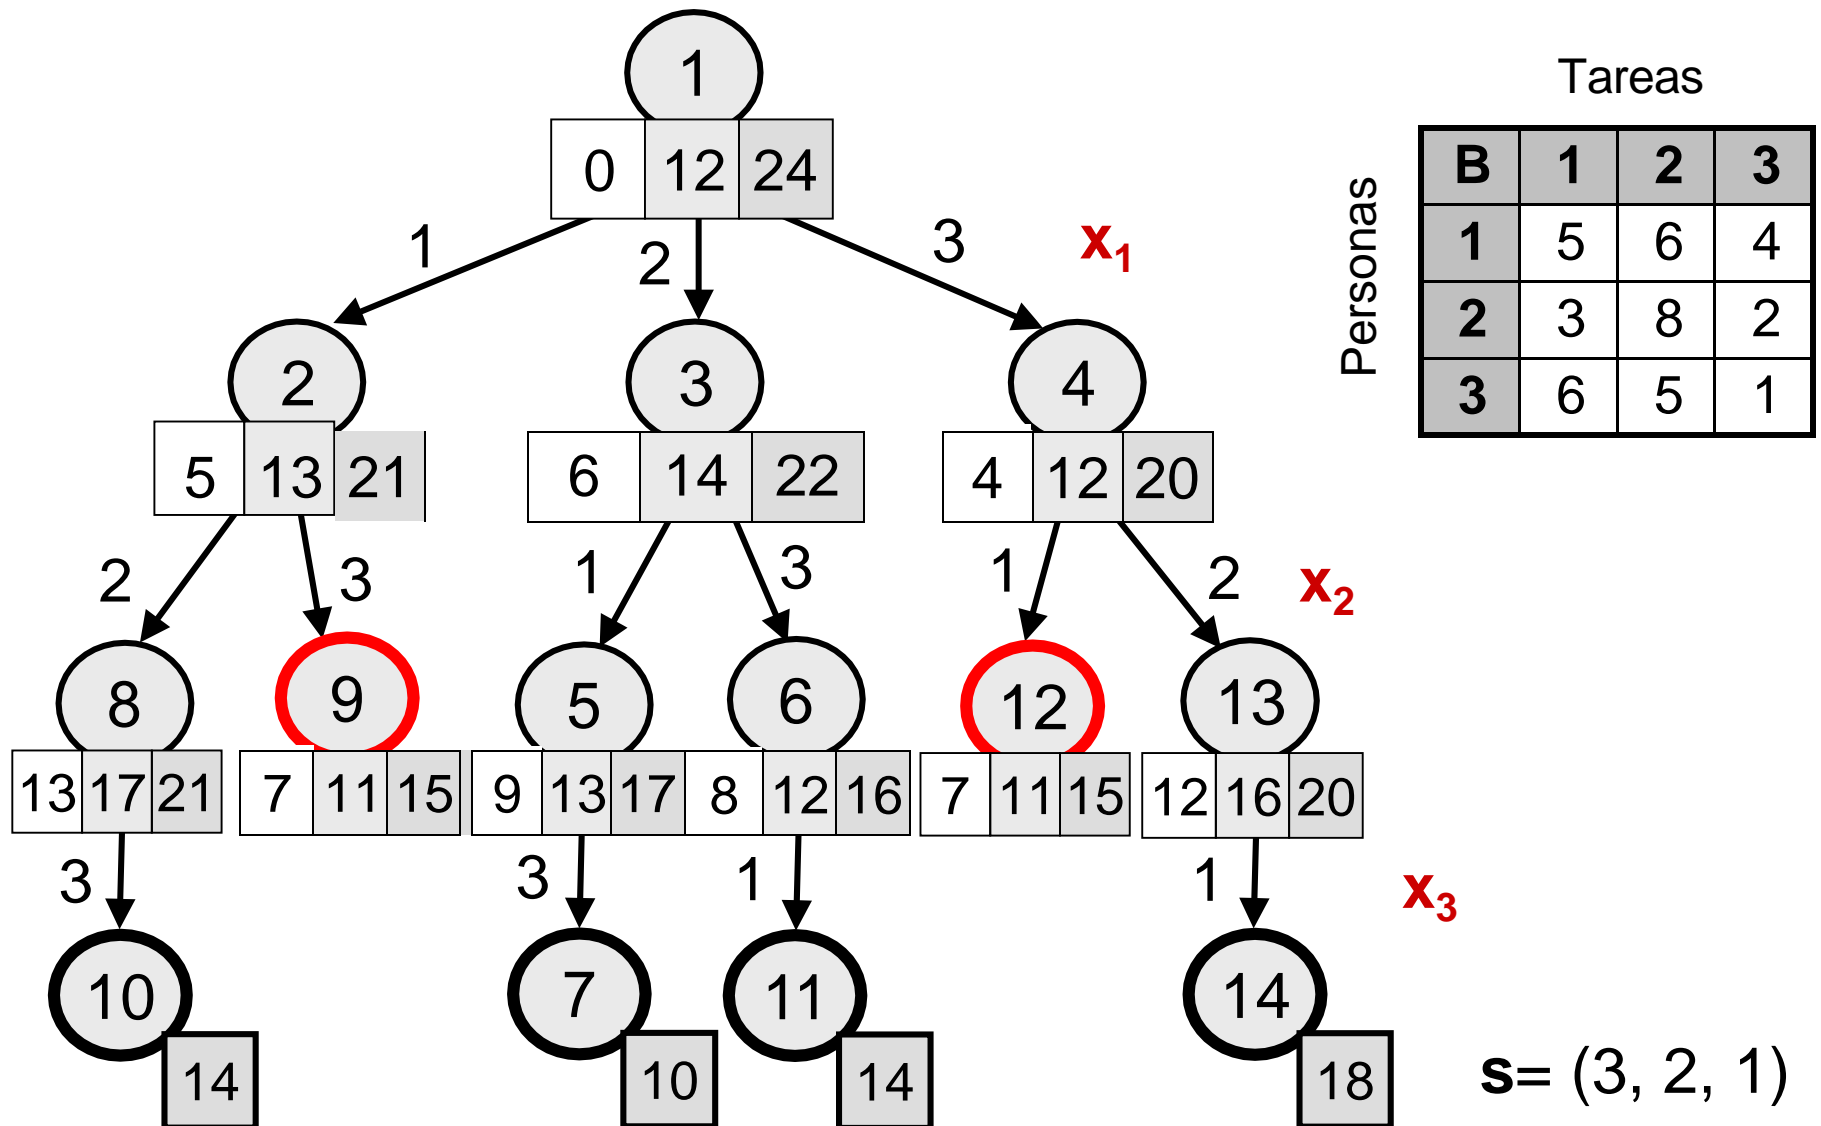 1
0 12 24
1 2 3 x1
2 3 4
5 13 21 6 14 22 4 12 20
2 3 1 3 1 2 x2
8 9 5 6 12 13
13 17 21 7 11 15 9 13 17 8 12 16 7 11 15 12 16 20
3 3 1 1 x3
10 7 11 14
14 10 14 18
s= (3, 2, 1)
Tareas
Personas
B 1 2 3
1 5 6 4
2 3 8 2
3 6 5 1